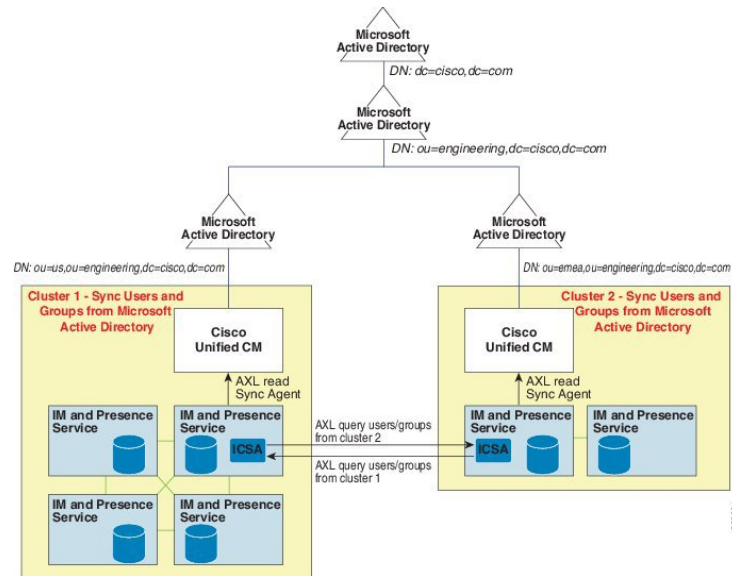 Microsoft
Active Directory
DN: dc=cisco,dc=com
Microsoft
Active Directory
DN: ou=engineering,dc=cisco,dc=com
Microsoft
Active Directory
Microsoft
Active Directory
DN: ou=us,ou=engineering,dc=cisco,dc=com
DN: ou=emea,ou=engineering,dc=cisco,dc=com
Cluster 1 - Sync Users and
Groups from Microsoft
Active Directory
Cisco
Unified CM
AXL read
Sync Agent
IM and Presence
Service
IM and Presence
Service
ICSA
IM and Presence
Service
IM and Presence
Service
AXL query users/groups
from cluster 2
AXL query users/groups
from cluster 1
Cluster 2 - Sync Users and
Groups from Microsoft
Active Directory
Cisco
Unified CM
AXL read
Sync Agent
IM and Presence
Service
ICSA
IM and Presence
Service